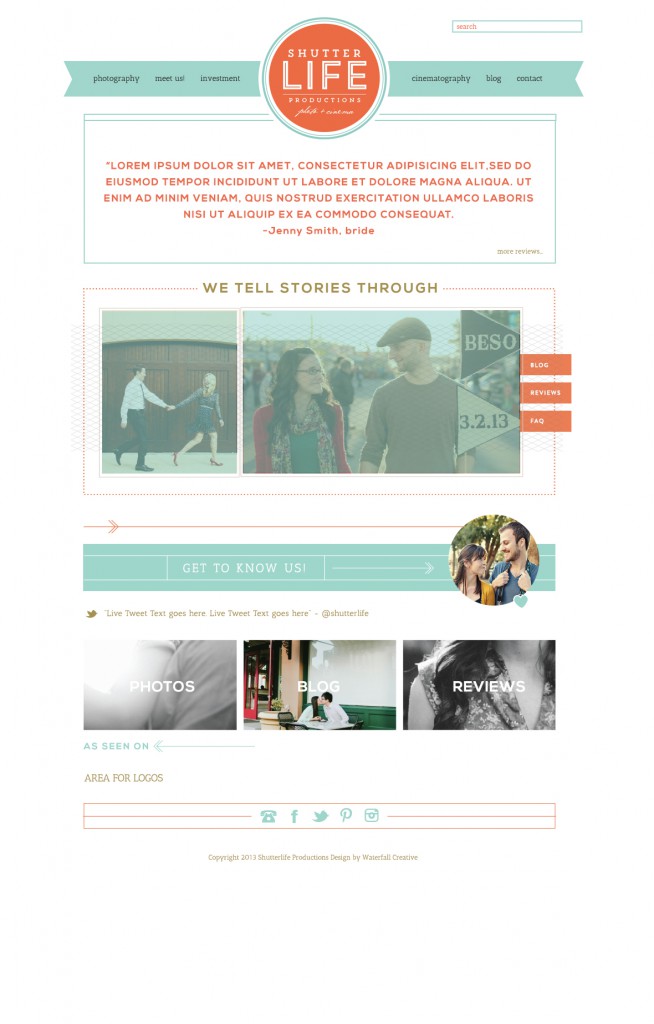 search
SHUTTER
LIFE
PRODUCTIONS
photo + cinema
photography meet us! investment
cinematography blog contact
“LOREM IPSUM DOLOR SIT AMET, CONSECTETUR ADIPISICING ELIT,SED DO
EIUSMOD TEMPOR INCIDIDUNT UT LABORE ET DOLORE MAGNA ALIQUA. UT
ENIM AD MINIM VENIAM, QUIS NOSTRUD EXERCITATION ULLAMCO LABORIS
NISI UT ALIQUIP EX EA COMMODO CONSEQUAT.
-Jenny Smith, bride
more reviews..
WE TELL STORIES THROUGH
BESO
3.2.13
BLOG
REVIEWS
FAQ
GET TO KNOW US!
"Live Tweet Text goes here. Live Tweet Text goes here" - @shutterlife
PHOTOS
BLOG
REVIEWS
AS SEEN ON
AREA FOR LOGOS
Copyright 2013 Shutterlife Productions Design by Waterfall Creative